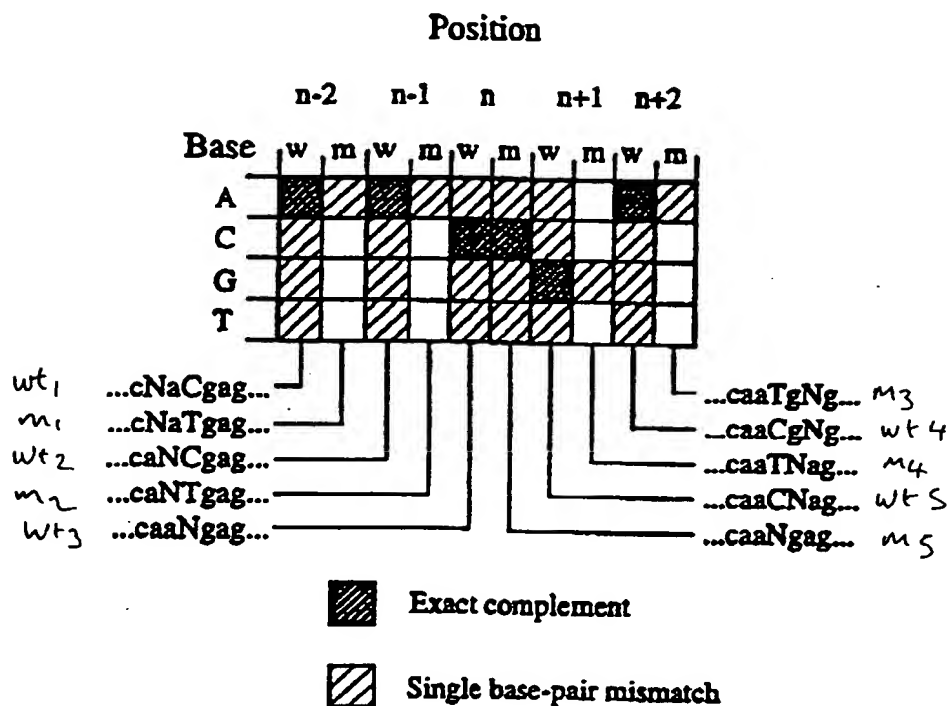 Position
n-2 n-1 n n+1 n+2
Base w m w m w m w m w m
A
C
G
T
wt1 ...cNaCgag...
m1 ...cNaTgag...
wt2 ...caNCgag...
m2 ...caNTgag...
wt3 ...caaNgag...
...caaTgNg... m3
...caaCgNg... wt4
...caaTNag... m4
...caaCNag... wt5
...caaNgag... m5
Exact complement
Single base-pair mismatch